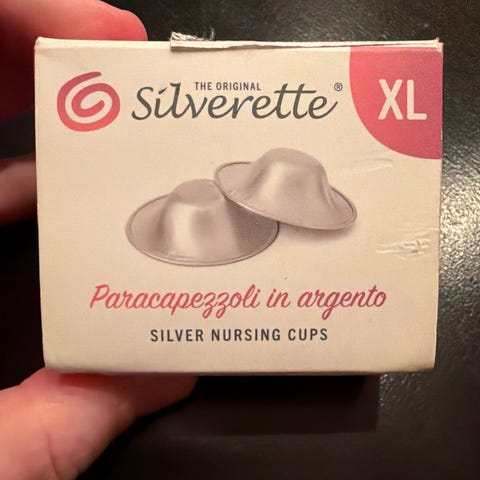 THE ORIGINAL
Silverette®
XL
Paracapezzoli in argento
SILVER NURSING CUPS